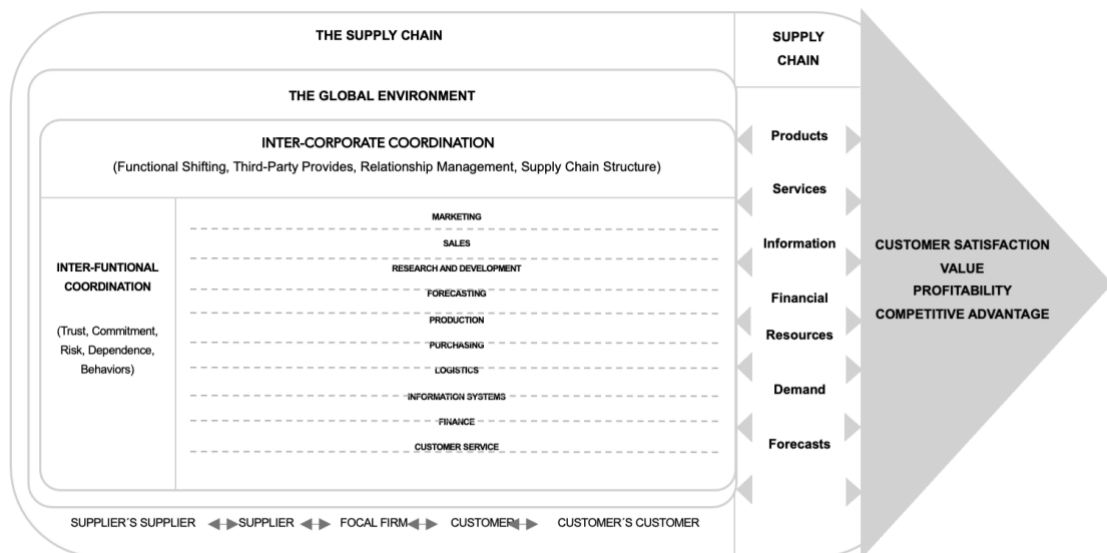 THE SUPPLY CHAIN
SUPPLY
CHAIN
THE GLOBAL ENVIRONMENT
INTER-CORPORATE COORDINATION
(Functional Shifting, Third-Party Provides, Relationship Management, Supply Chain Structure)
INTER-FUNTIONAL
COORDINATION
(Trust, Commitment,
Risk, Dependence,
Behaviors)
MARKETING
SALES
RESEARCH AND DEVELOPMENT
FORECASTING
PRODUCTION
PURCHASING
LOGISTICS
INFORMATION SYSTEMS
FINANCE
CUSTOMER SERVICE
Products
Services
Information
Financial
Resources
Demand
Forecasts
CUSTOMER SATISFACTION
VALUE
PROFITABILITY
COMPETITIVE ADVANTAGE
SUPPLIER´S SUPPLIER SUPPLIER FOCAL FIRM CUSTOMER CUSTOMER´S CUSTOMER